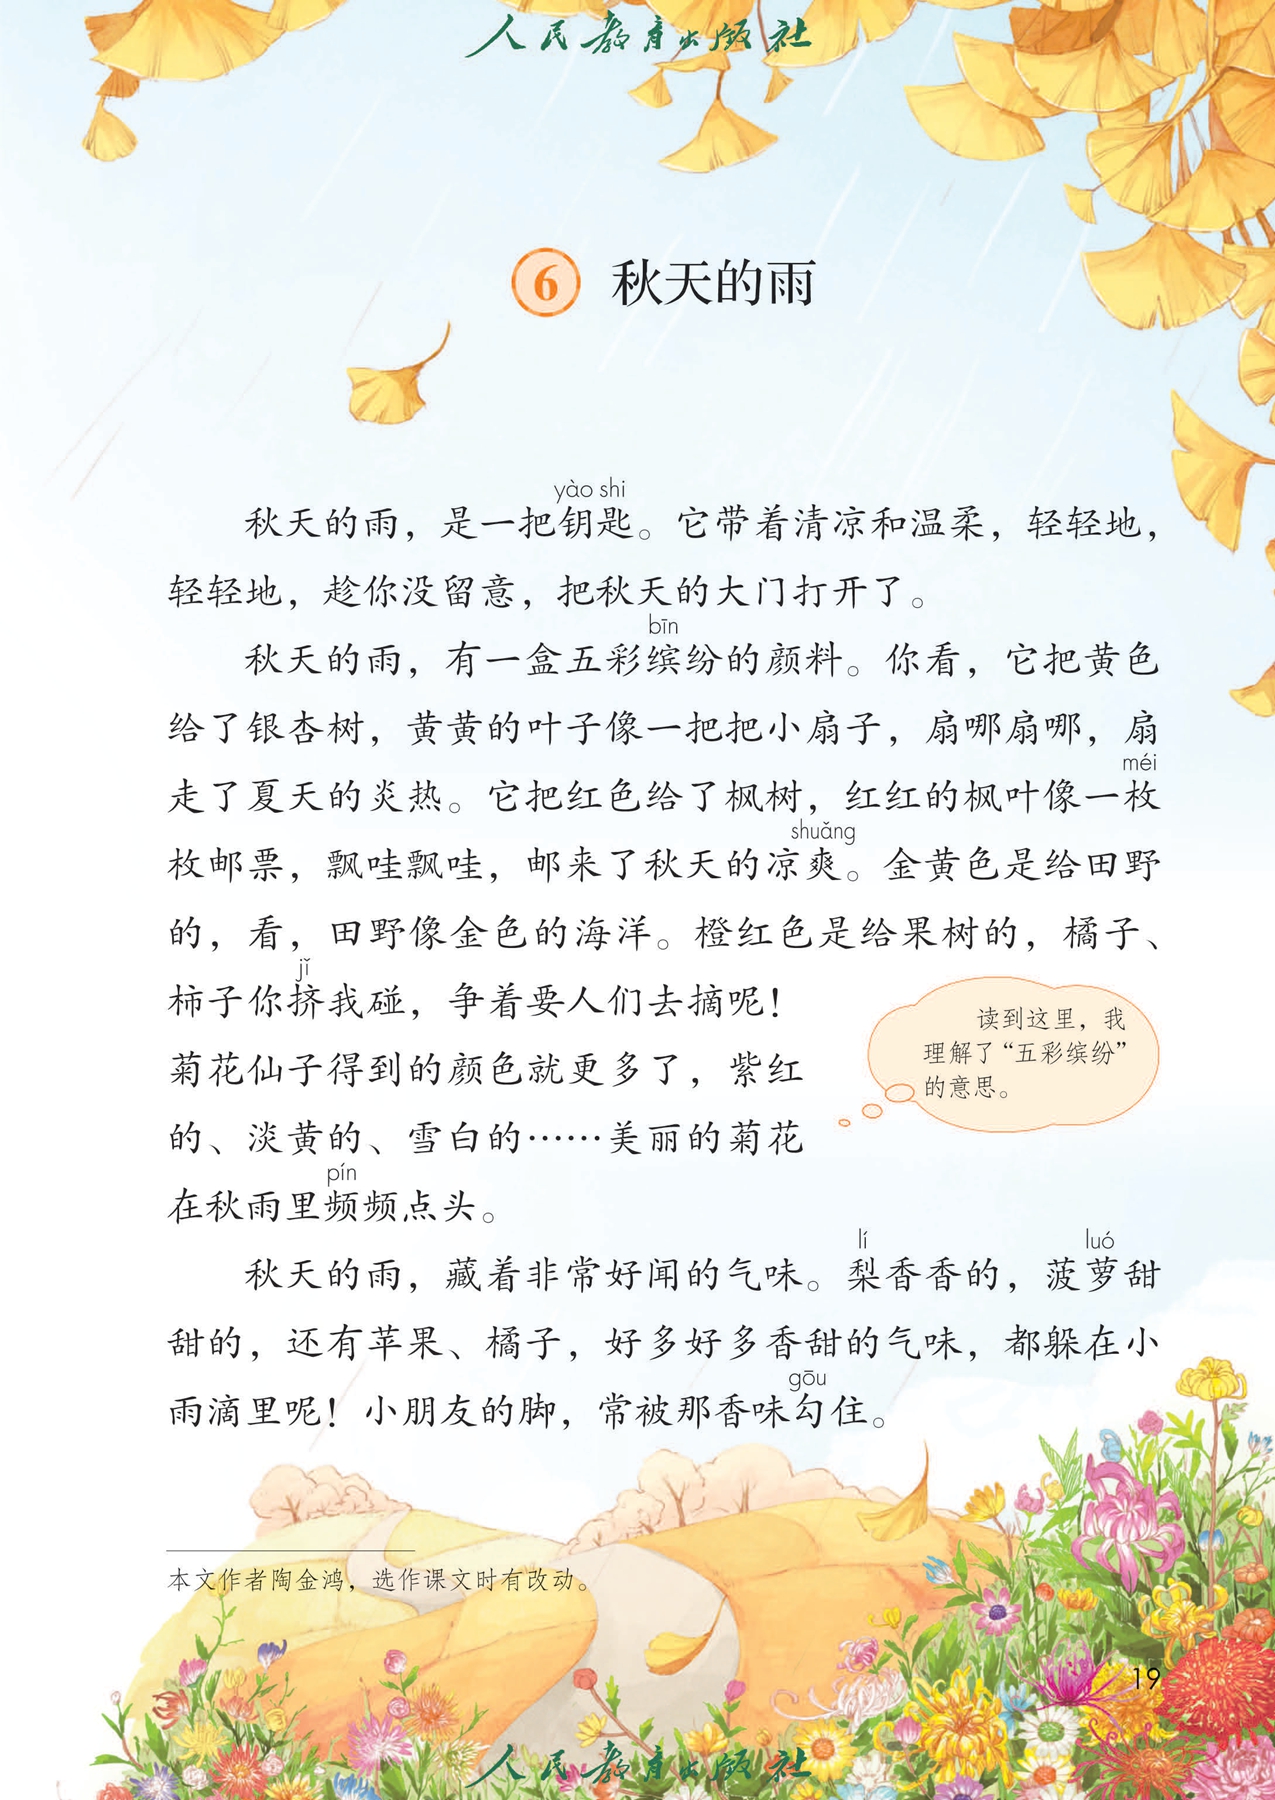 人民教育出版社
6 秋天的雨
yào shi
秋天的雨，是一把钥匙。它带着清凉和温柔，轻轻地，
轻轻地，趁你没留意，把秋天的大门打开了。
bīn
秋天的雨，有一盒五彩缤纷的颜料。你看，它把黄色
给了银杏树，黄黄的叶子像一把把小扇子，扇哪扇哪，扇
méi
走了夏天的炎热。它把红色给了枫树，红红的枫叶像一枚
shuǎng
枚邮票，飘哇飘哇，邮来了秋天的凉爽。金黄色是给田野
的，看，田野像金色的海洋。橙红色是给果树的，橘子、
jǐ
柿子你挤我碰，争着要人们去摘呢！
菊花仙子得到的颜色就更多了，紫红
的、淡黄的、雪白的……美丽的菊花
pín
在秋雨里频频点头。
读到这里，我
理解了“五彩缤纷”
的意思。
lí luó
秋天的雨，藏着非常好闻的气味。梨香香的，菠萝甜
甜的，还有苹果、橘子，好多好多香甜的气味，都躲在小
gōu
雨滴里呢！小朋友的脚，常被那香味勾住。
本文作者陶金鸿，选作课文时有改动。
19
人民教育出版社